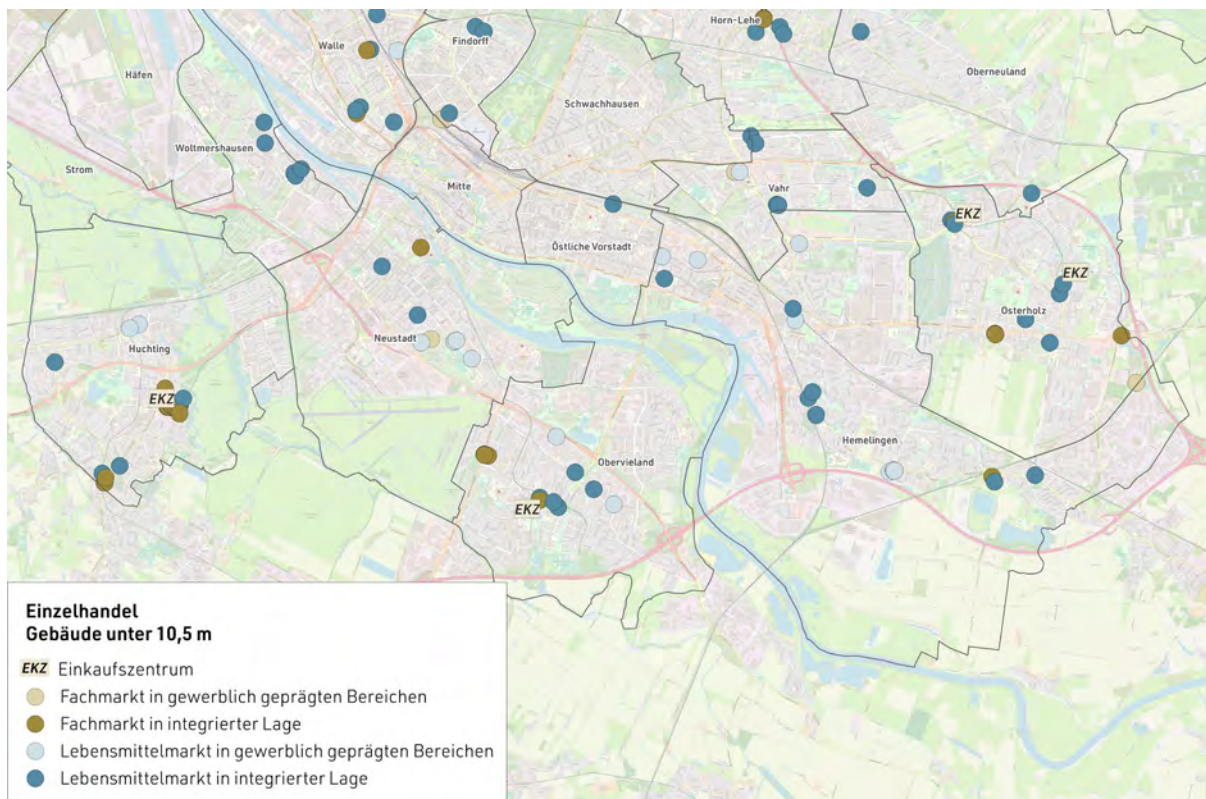 Horn-Lehe
Walle
Findorff
Oberneuland
Häfen
Schwachhausen
Woltmershausen
Strom
Mitte
Vahr
EKZ
Östliche Vorstadt
EKZ
Osterholz
Neustadt
Huchting
EKZ
Hemelingen
Obervieland
EKZ
Einzelhandel
Gebäude unter 10,5 m
EKZ Einkaufszentrum
Fachmarkt in gewerblich geprägten Bereichen
Fachmarkt in integrierter Lage
Lebensmittelmarkt in gewerblich geprägten Bereichen
Lebensmittelmarkt in integrierter Lage